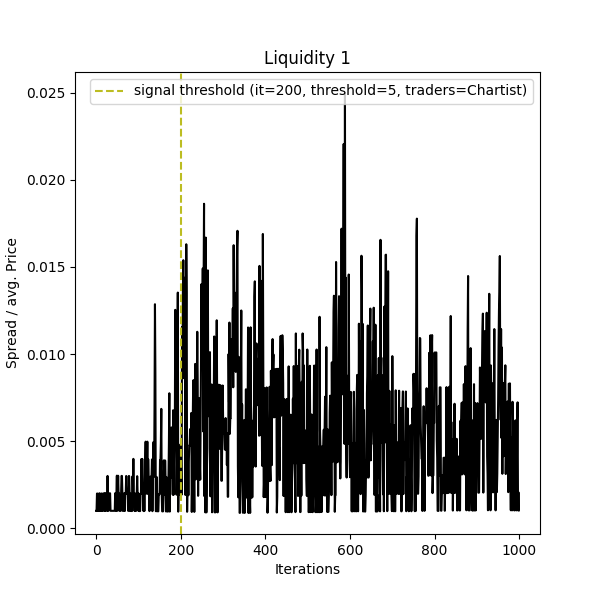 Liquidity 1
signal threshold (it=200, threshold=5, traders=Chartist)
Spread / avg. Price
0.025
0.020
0.015
0.010
0.005
0.000
0 200 400 600 800 1000
Iterations